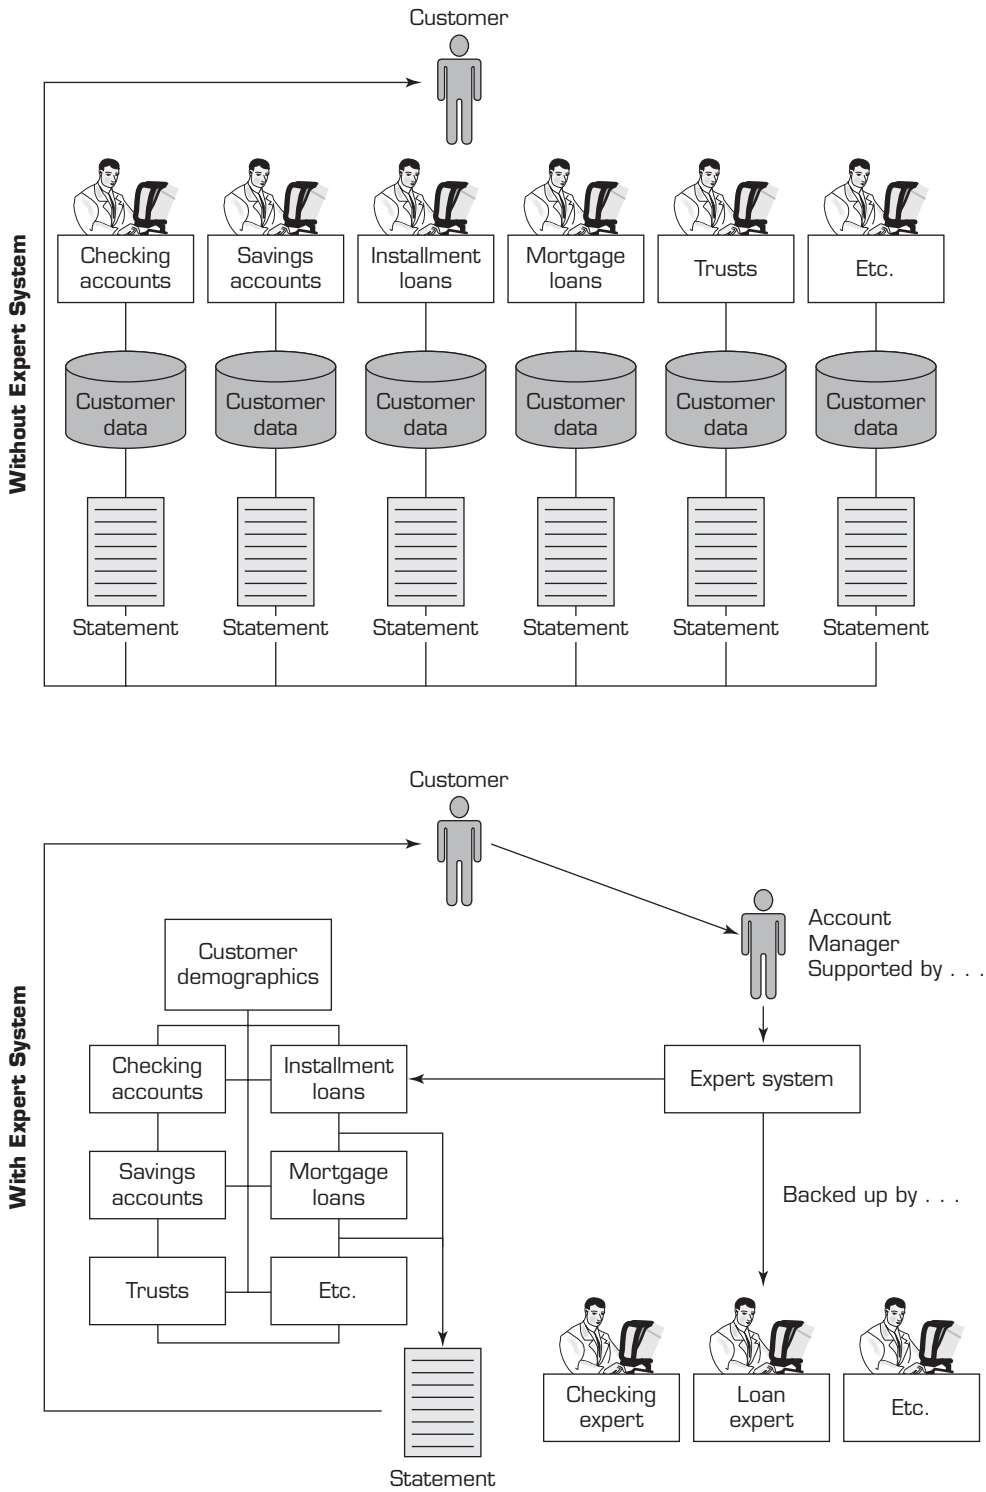 Customer
Without Expert System
Checking
accounts
Savings
accounts
Installment
loans
Mortgage
loans
Trusts
Etc.
Customer
data
Customer
data
Customer
data
Customer
data
Customer
data
Customer
data
Statement
Statement
Statement
Statement
Statement
Statement
Customer
With Expert System
Account
Manager
Supported by . . .
Customer
demographics
Checking
accounts
Installment
loans
Expert system
Savings
accounts
Mortgage
loans
Backed up by . . .
Trusts
Etc.
Checking
expert
Loan
expert
Etc.
Statement